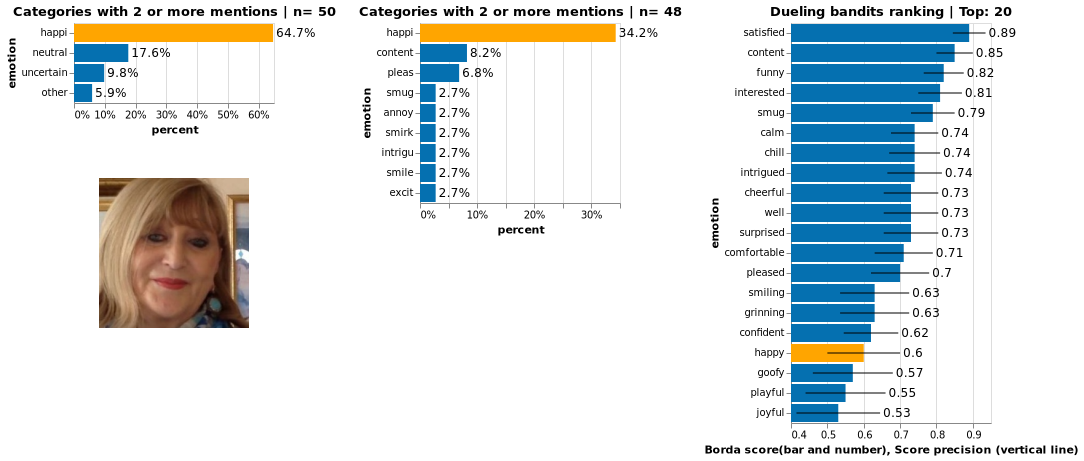 Categories with 2 or more mentions | n= 50
happi
neutral
uncertain
other
64.7%
17.6%
9.8%
5.9%
0%
10%
20%
30%
40%
50%
60%
percent
emotion
Categories with 2 or more mentions | n= 48
happi
content
pleas
smug
annoy
smirk
intrigu
smile
excit
34.2%
8.2%
6.8%
2.7%
2.7%
2.7%
2.7%
2.7%
2.7%
0%
10%
20%
30%
percent
emotion
Dueling bandits ranking | Top: 20
satisfied
content
funny
interested
smug
calm
chill
intrigued
cheerful
well
surprised
comfortable
pleased
smiling
grinning
confident
happy
goofy
playful
joyful
0.89
0.85
0.82
0.81
0.79
0.74
0.74
0.74
0.73
0.73
0.73
0.71
0.7
0.63
0.63
0.62
0.6
0.57
0.55
0.53
0.4
0.5
0.6
0.7
0.8
0.9
Borda score(bar and number), Score precision (vertical line)
emotion